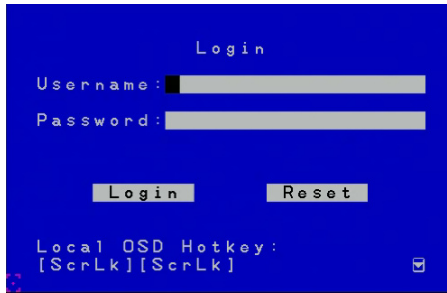 Login
Username:
Password:
Login Reset
Local OSD Hotkey:
[ScrLk][ScrLk]